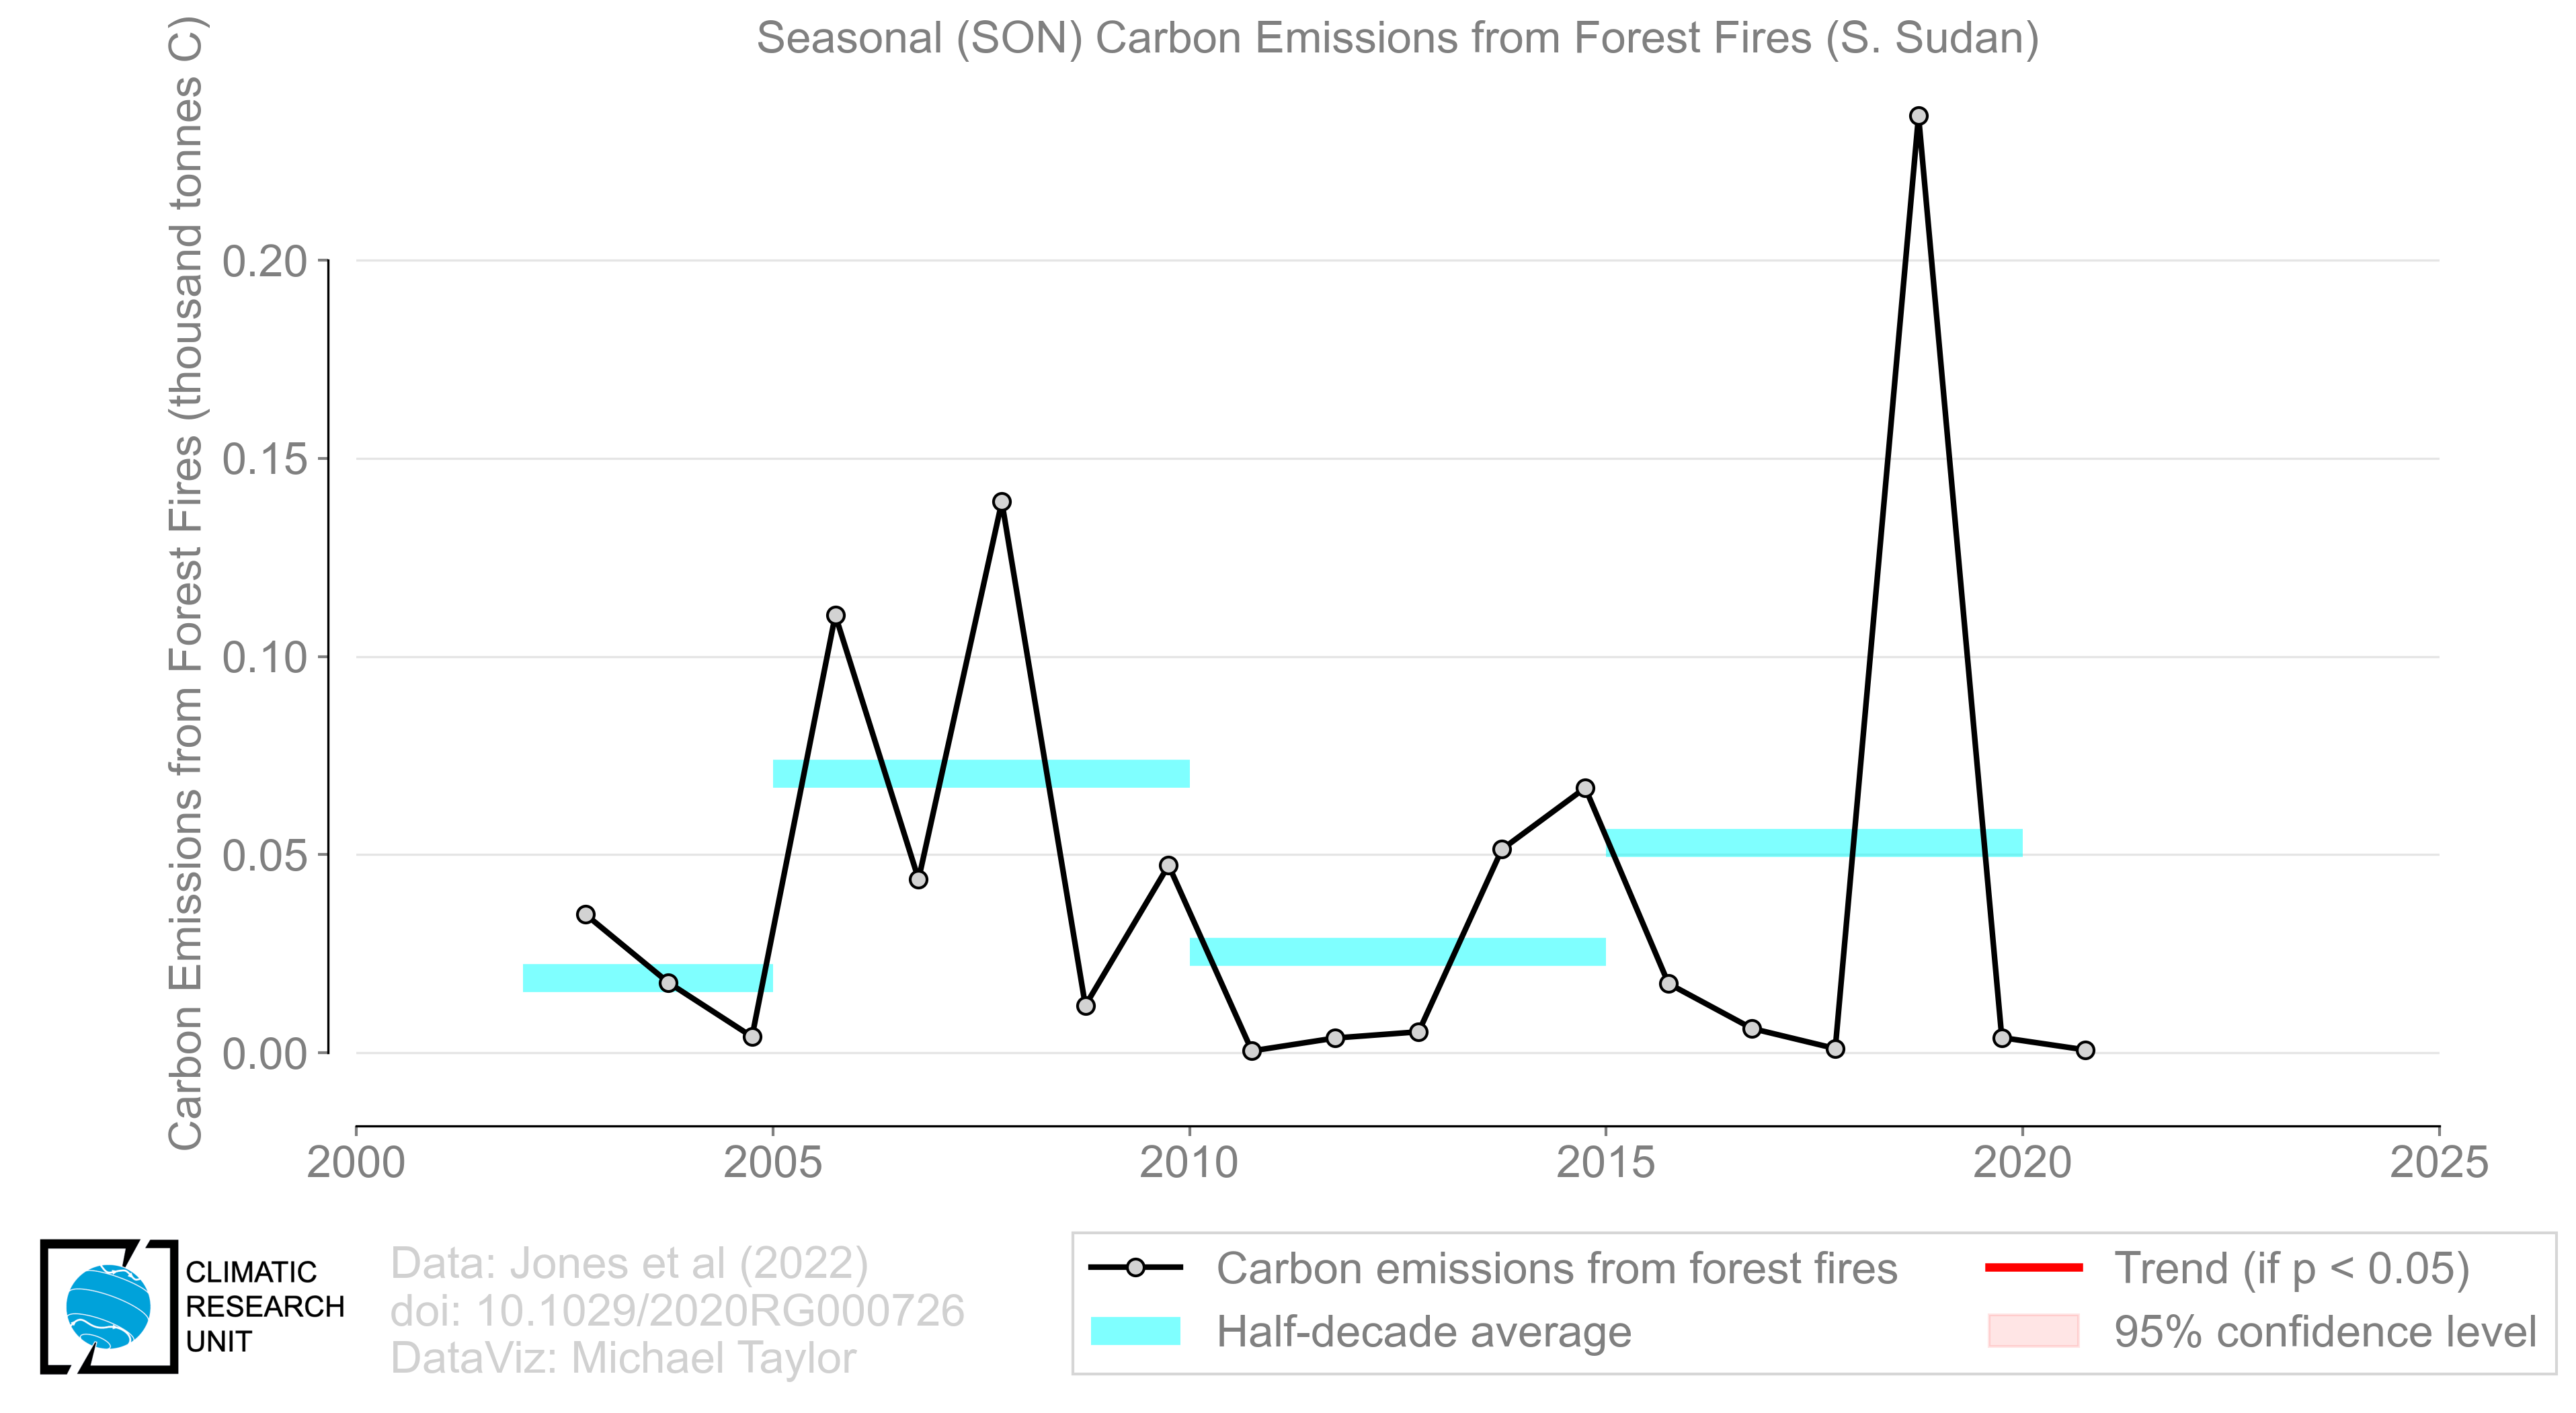 Seasonal (SON) Carbon Emissions from Forest Fires (S. Sudan)
Carbon Emissions from Forest Fires (thousand tonnes C)
0.20
0.15
0.10
0.05
0.00
2000 2005 2010 2015 2020 2025
CLIMATIC
RESEARCH
UNIT
Data: Jones et al (2022)
doi: 10.1029/2020RG000726
DataViz: Michael Taylor
Carbon emissions from forest fires
Half-decade average
Trend (if p < 0.05)
95% confidence level